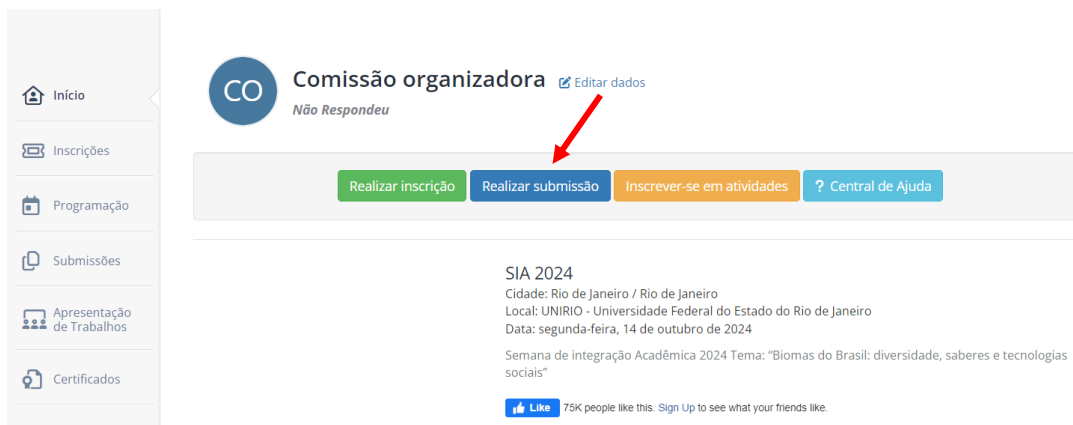 CO
Comissão organizadora
Editar dados
Não Respondeu
Início
Inscrições
Programação
Submissões
Apresentação
de Trabalhos
Certificados
Realizar inscrição
Realizar submissão
Inscrever-se em atividades
? Central de Ajuda
SIA 2024
Cidade: Rio de Janeiro / Rio de Janeiro
Local: UNIRIO - Universidade Federal do Estado do Rio de Janeiro
Data: segunda-feira, 14 de outubro de 2024
Semana de integração Acadêmica 2024 Tema: “Biomas do Brasil: diversidade, saberes e tecnologias
sociais”
Like 75K people like this. Sign Up to see what your friends like.